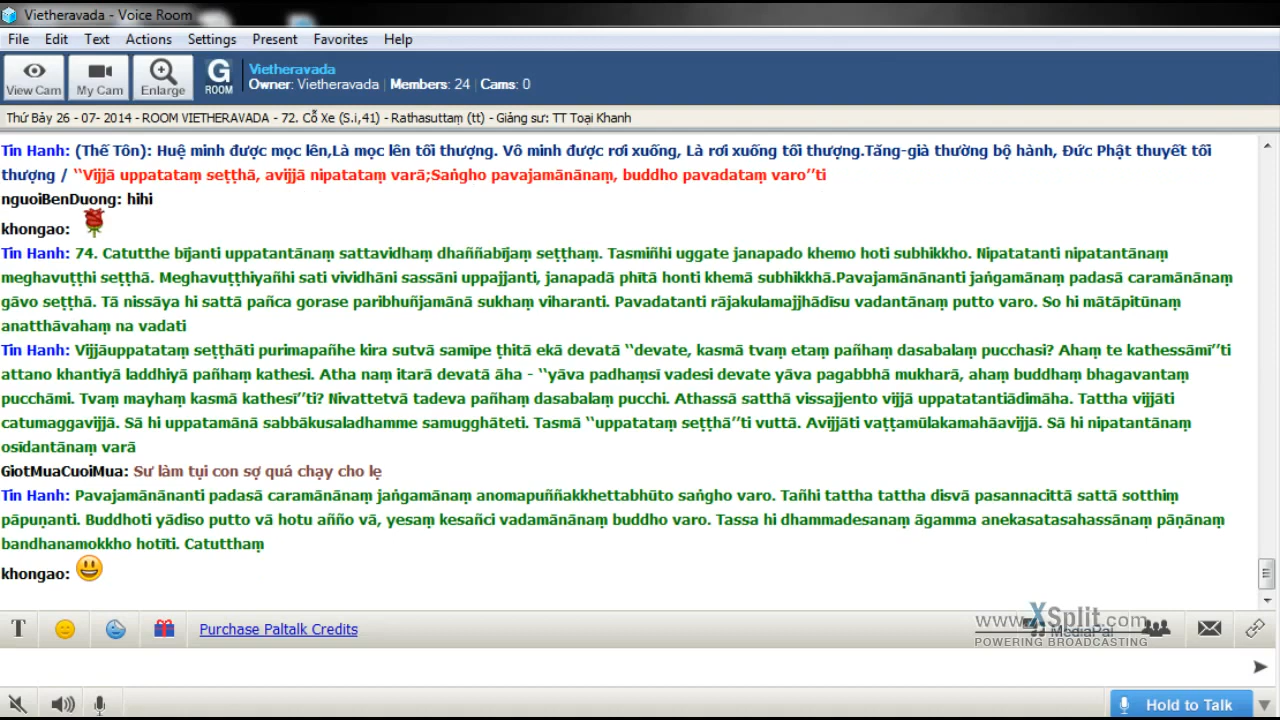 Vietheravada - Voice Room
File Edit Text Actions Settings Present Favorites Help
View Cam
My Cam
Enlarge
G ROOM
Vietheravada
Owner: Vietheravada | Members: 24 | Cams: 0
Thứ Bảy 26 - 07- 2014 - ROOM VIETHERAVADA - 72. Cỗ Xe (S.i,41) - Rathasuttaṃ (tt) - Giảng sư: TT Toại Khanh
Tin Hanh: (Thế Tôn): Huệ minh được mọc lên,Là mọc lên tối thượng. Vô minh được rơi xuống, Là rơi xuống tối thượng.Tăng-già thường bộ hành, Đức Phật thuyết tối
thượng / ‘‘Vijjā uppatataṃ seṭṭhā, avijjā nipatataṃ varā;Saṅgho pavajamānānaṃ, buddho pavadataṃ varo’’ti
nguoiBenDuong: hihi
khongao:
Tin Hanh: 74. Catutthe bījanti uppatantānaṃ sattavidhaṃ dhaññabījaṃ seṭṭhaṃ. Tasmiñhi uggate janapado khemo hoti subhikkho. Nipatatanti nipatantānaṃ
meghavuṭṭhi seṭṭhā. Meghavuṭṭhiyañhi sati vividhāni sassāni uppajjanti, janapadā phītā honti khemā subhikkhā.Pavajamānānanti jaṅgamānaṃ padasā caramānānaṃ
gāvo seṭṭhā. Tā nissāya hi sattā pañca gorase paribhuñjamānā sukhaṃ viharanti. Pavadatanti rājakulamajjhādīsu vadantānaṃ putto varo. So hi mātāpitūnaṃ
anatthāvahaṃ na vadati
Tin Hanh: Vijjāuppatataṃ seṭṭhāti purimapañhe kira sutvā samīpe ṭhitā ekā devatā ‘‘devate, kasmā tvaṃ etaṃ pañhaṃ dasabalaṃ pucchasi? Ahaṃ te kathessāmī’’ti
attano khantiyā laddhiyā pañhaṃ kathesi. Atha naṃ itarā devatā āha - ‘‘yāva padhaṃsī vadesi devate yāva pagabbhā mukharā, ahaṃ buddhaṃ bhagavantaṃ
pucchāmi. Tvaṃ mayhaṃ kasmā kathesī’’ti? Nivattetvā tadeva pañhaṃ dasabalaṃ pucchi. Athassā satthā vissajjento vijjā uppatatantiādimāha. Tattha vijjāti
catumaggavijjā. Sā hi uppatamānā sabbākusaladhamme samugghāteti. Tasmā ‘‘uppatataṃ seṭṭhā’’ti vuttā. Avijjāti vaṭṭamūlakamahāavijjā. Sā hi nipatantānaṃ
osīdantānaṃ varā
GiotMuaCuoiMua: Sư làm tụi con sợ quá chạy cho lẹ
Tin Hanh: Pavajamānānanti padasā caramānānaṃ jaṅgamānaṃ anomapuññakkhettabhūto saṅgho varo. Tañhi tattha tattha disvā pasannacittā sattā sotthiṃ
pāpuṇanti. Buddhoti yādiso putto vā hotu añño vā, yesaṃ kesañci vadamānānaṃ buddho varo. Tassa hi dhammadesanaṃ āgamma anekasatasahassānaṃ pāṇānaṃ
bandhanamokkho hotīti. Catutthaṃ
khongao:
T Purchase Paltalk Credits
www.XSplit.com
MediaPal
POWERING BROADCASTING
Hold to Talk